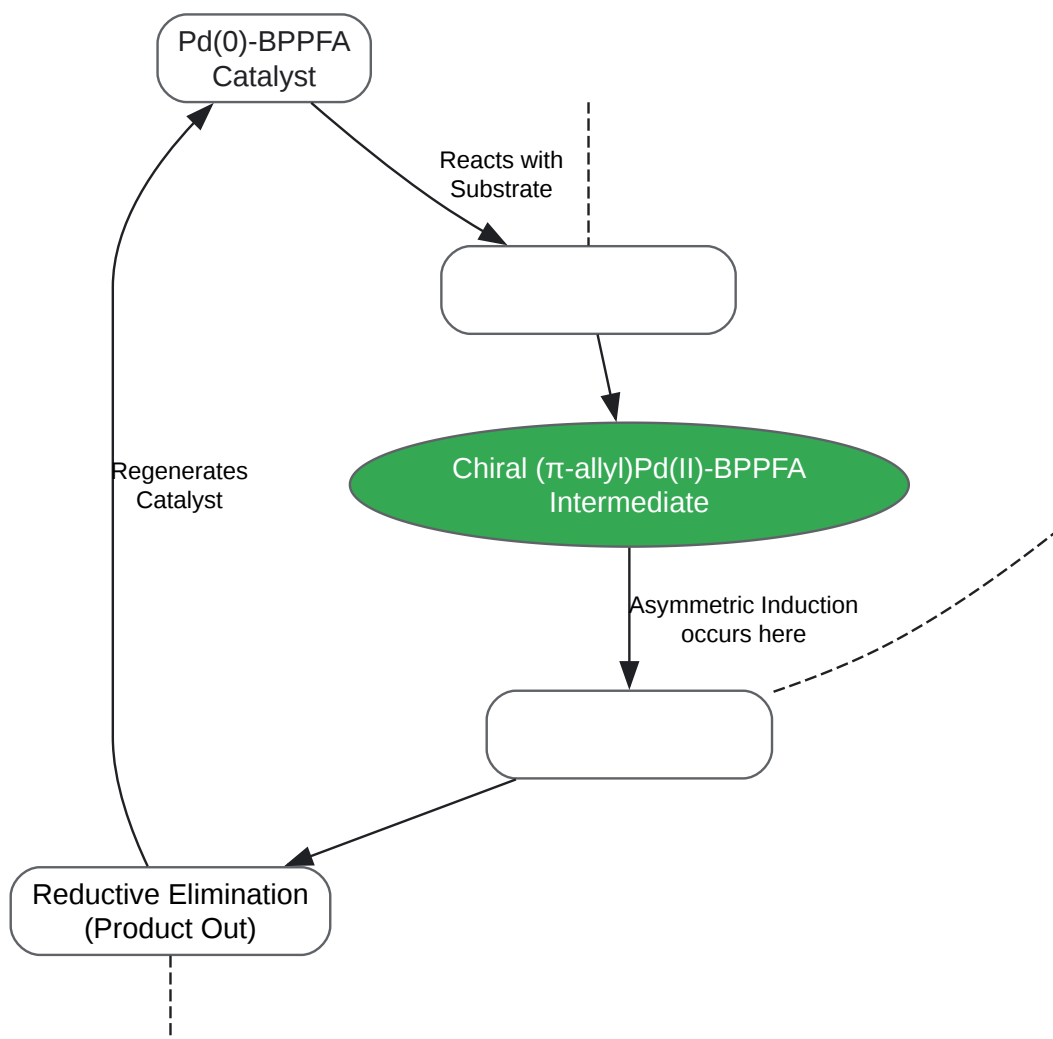 Pd(0)-BPPFA
Catalyst
Reacts with
Substrate
Chiral (π-allyl)Pd(II)-BPPFA
Intermediate
Regenerates
Catalyst
Asymmetric Induction
occurs here
Reductive Elimination
(Product Out)